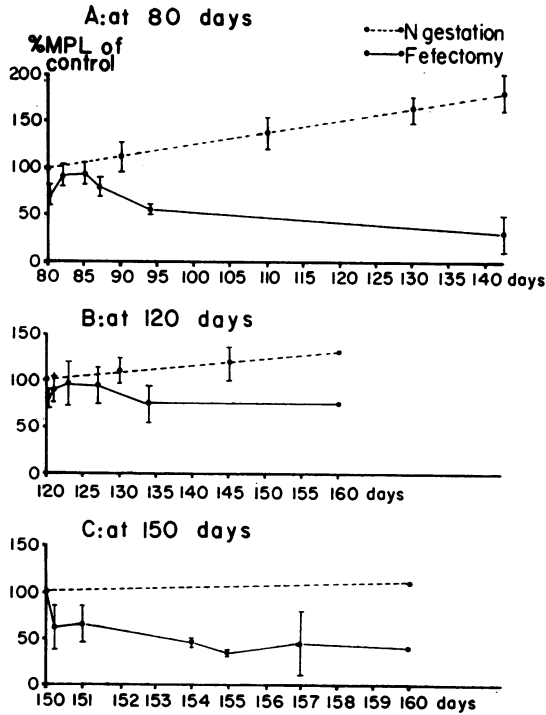 A:at 80 days
%MPL of
control
N gestation
Fetectomy
200
150
100
50
0
80 85 90 95 100 105 110 115 120 125 130 135 140 days
B:at 120 days
150
100
50
0
120 125 130 135 140 145 150 155 160 days
C:at 150 days
150
100
50
0
150 151 152 153 154 155 156 157 158 159 160 days